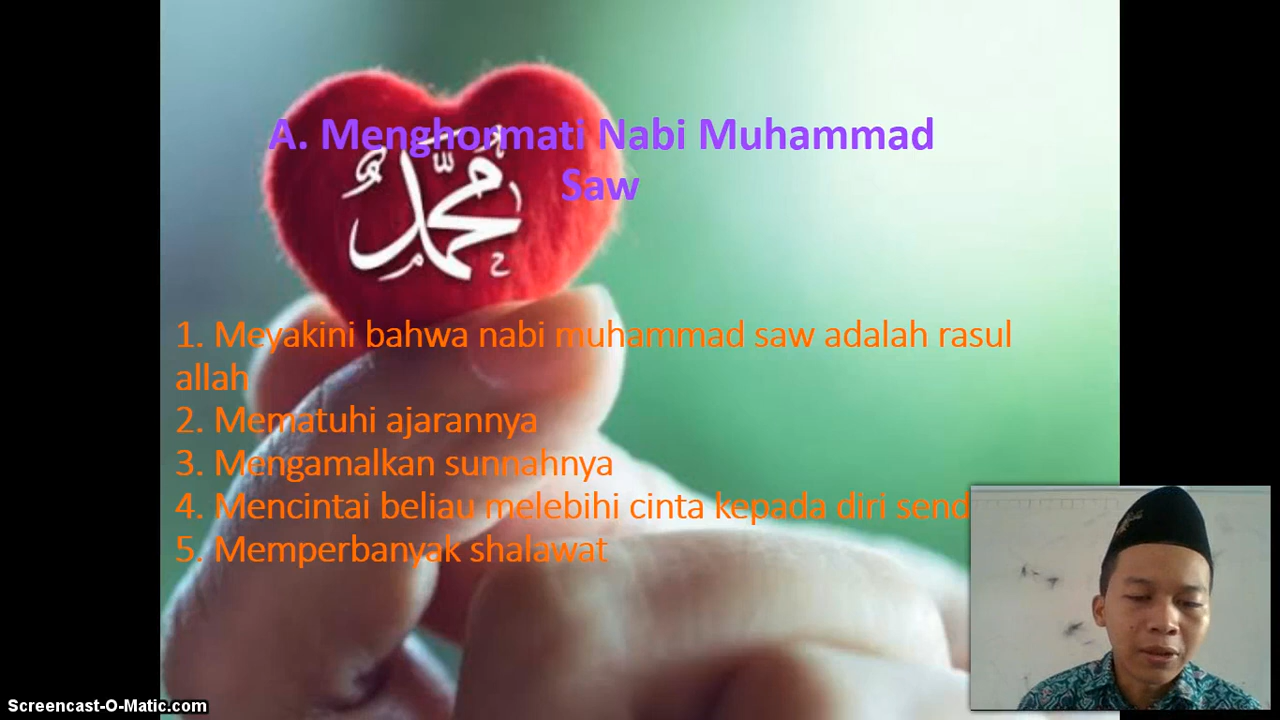 A. Menghormati Nabi Muhammad
Saw
مُحَمَّدٌ
1. Meyakini bahwa nabi muhammad saw adalah rasul
allah
2. Mematuhi ajarannya
3. Mengamalkan sunnahnya
4. Mencintai beliau melebihi cinta kepada diri send
5. Memperbanyak shalawat
Screencast-O-Matic.com